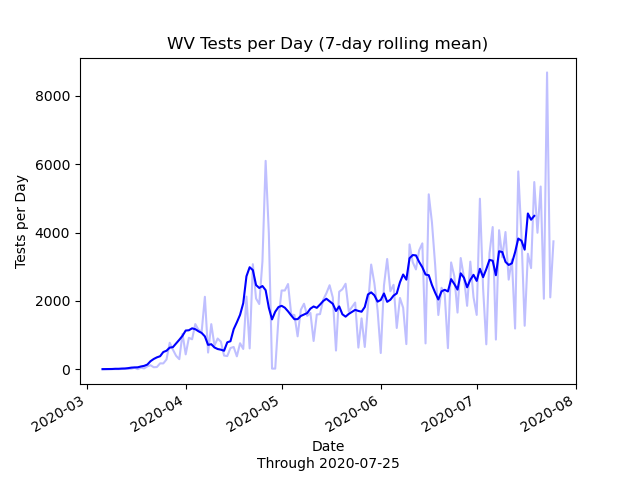 WV Tests per Day (7-day rolling mean)
8000
6000
4000
2000
0
Tests per Day
2020-03
2020-04
2020-05
2020-06
2020-07
2020-08
Date
Through 2020-07-25